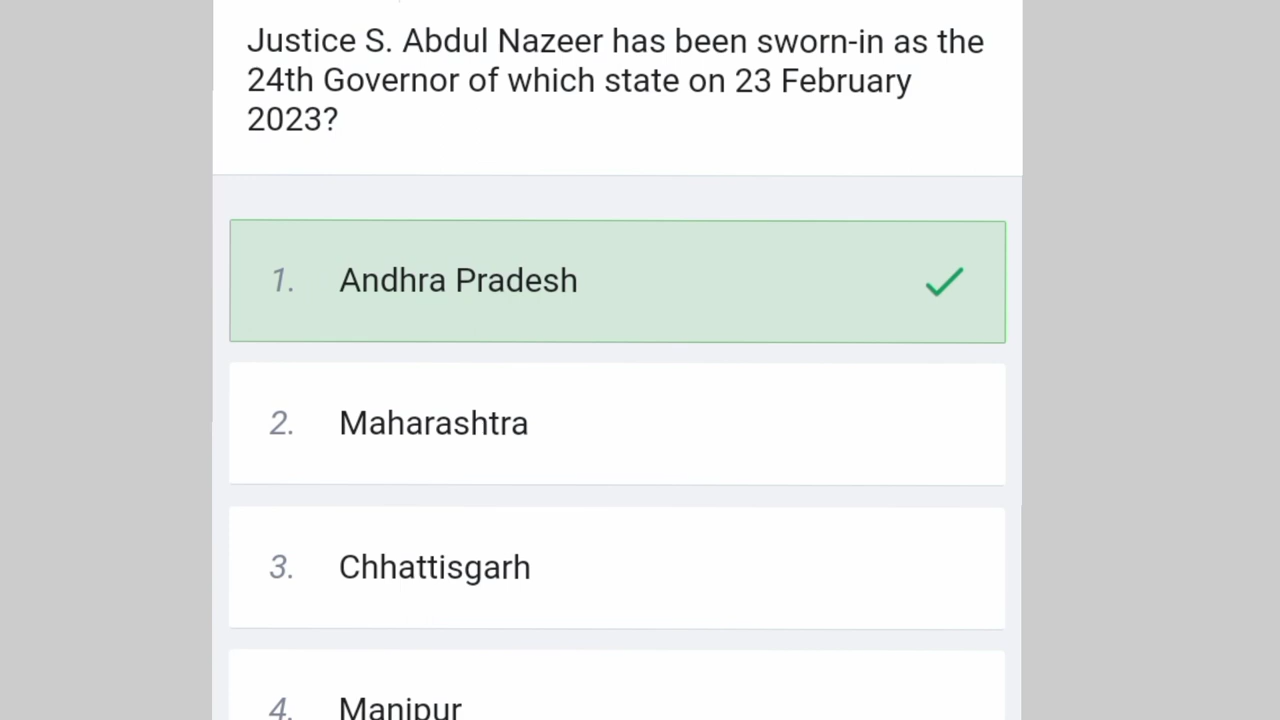 Justice S. Abdul Nazeer has been sworn-in as the
24th Governor of which state on 23 February
2023?
1. Andhra Pradesh
2. Maharashtra
3. Chhattisgarh
4. Manipur